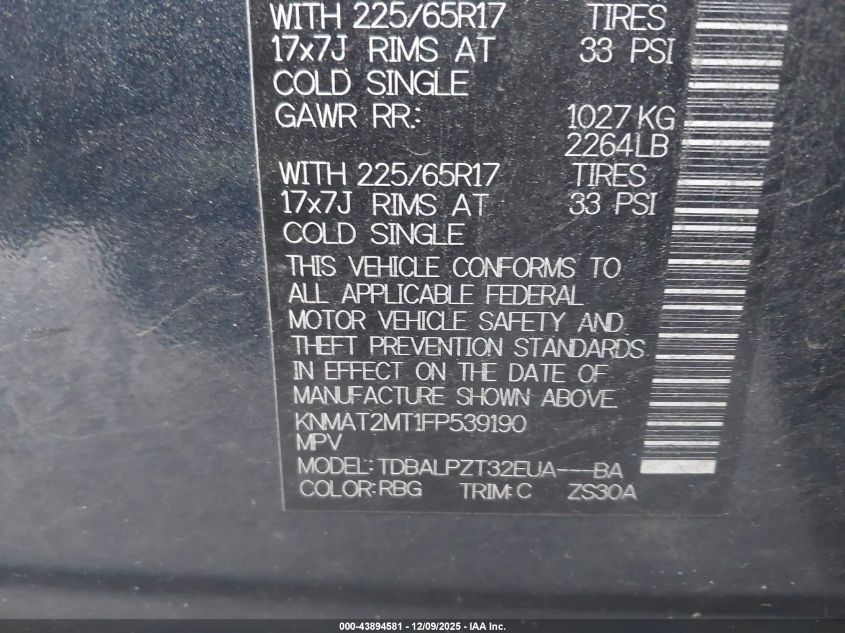 WITH 225/65R17 TIRES
17x7J RIMS AT 33 PSI
COLD SINGLE
GAWR RR.: 1027 KG
2264LB
WITH 225/65R17 TIRES
17x7J RIMS AT 33 PSI
COLD SINGLE
THIS VEHICLE CONFORMS TO
ALL APPLICABLE FEDERAL
MOTOR VEHICLE SAFETY AND
THEFT PREVENTION STANDARDS
IN EFFECT ON THE DATE OF
MANUFACTURE SHOWN ABOVE.
KNMAT2MT1FP539190
MPV
MODEL: TDBALPZT32EUA---BA
COLOR: RBG TRIM: C ZS30A
000-43894581 - 12/09/2025 - IAA Inc.